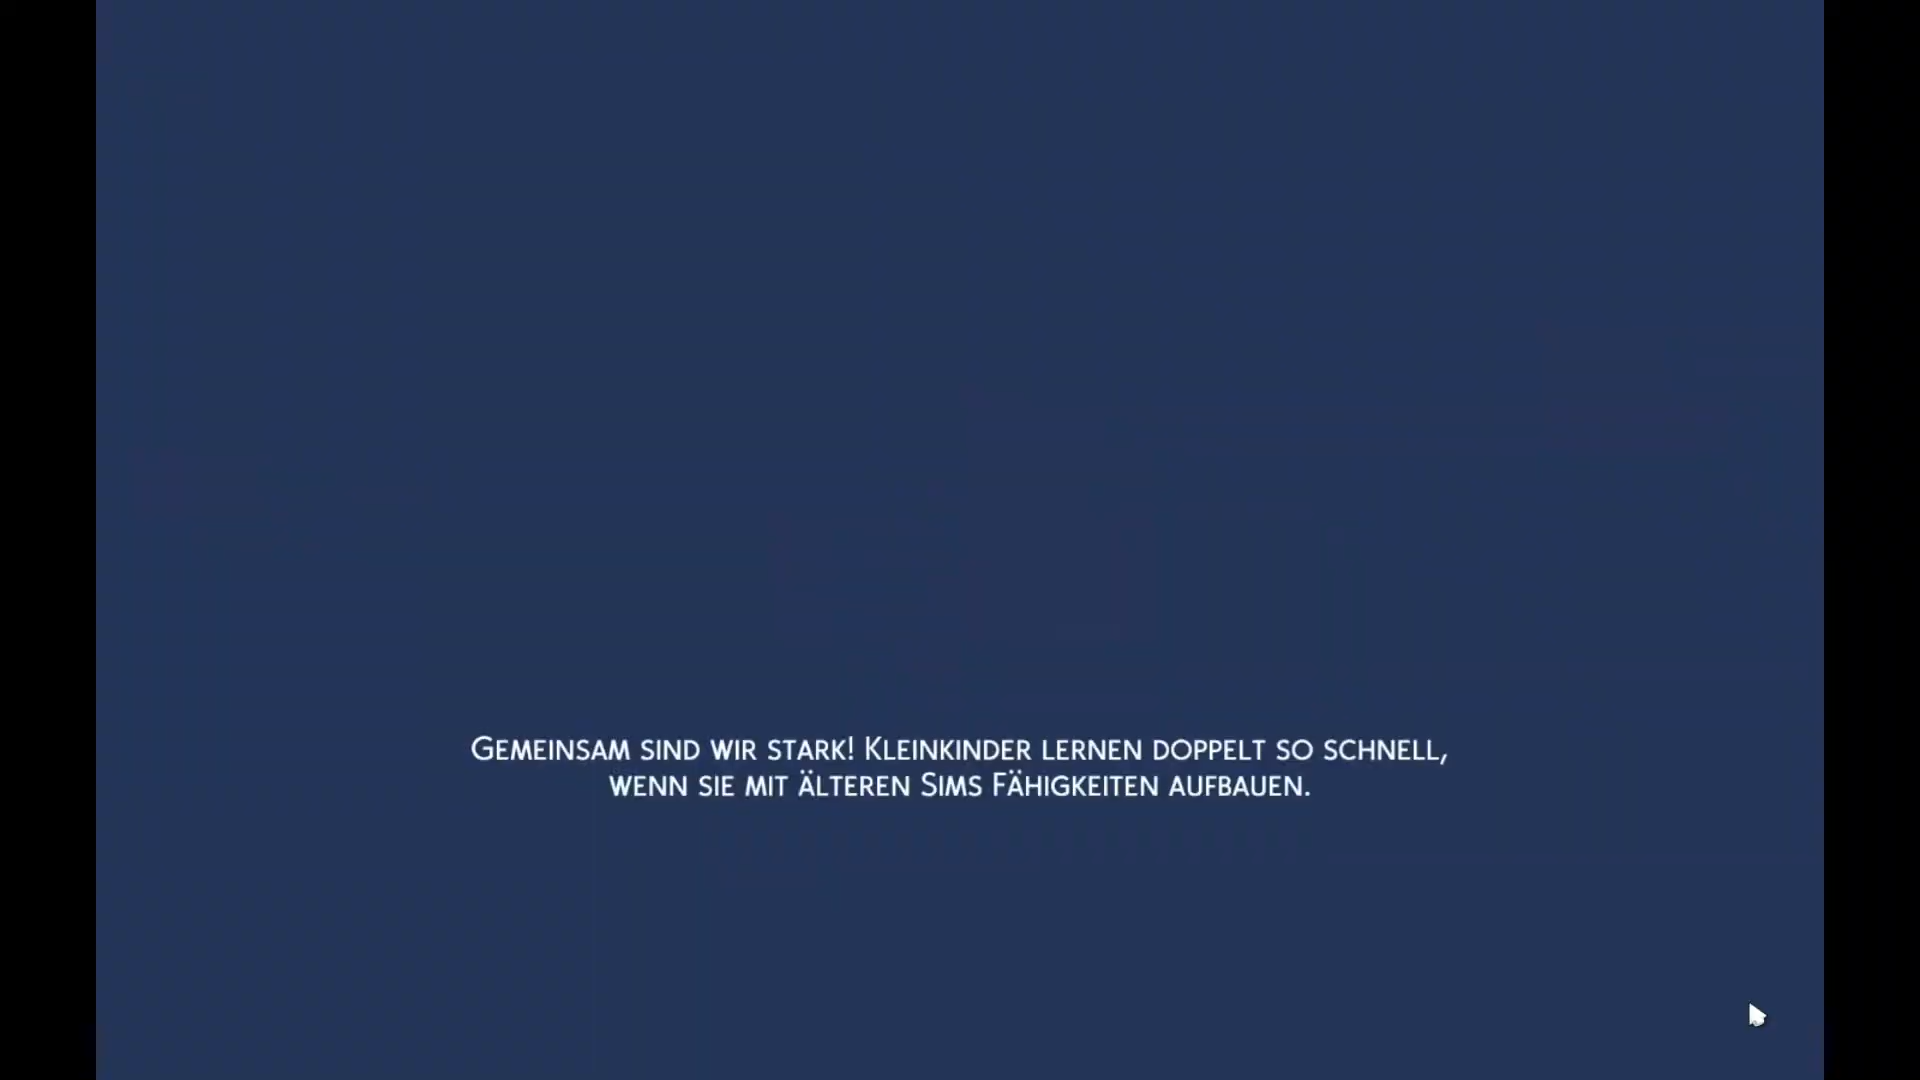 Gemeinsam sind wir stark! Kleinkinder lernen doppelt so schnell,
wenn sie mit älteren Sims Fähigkeiten aufbauen.